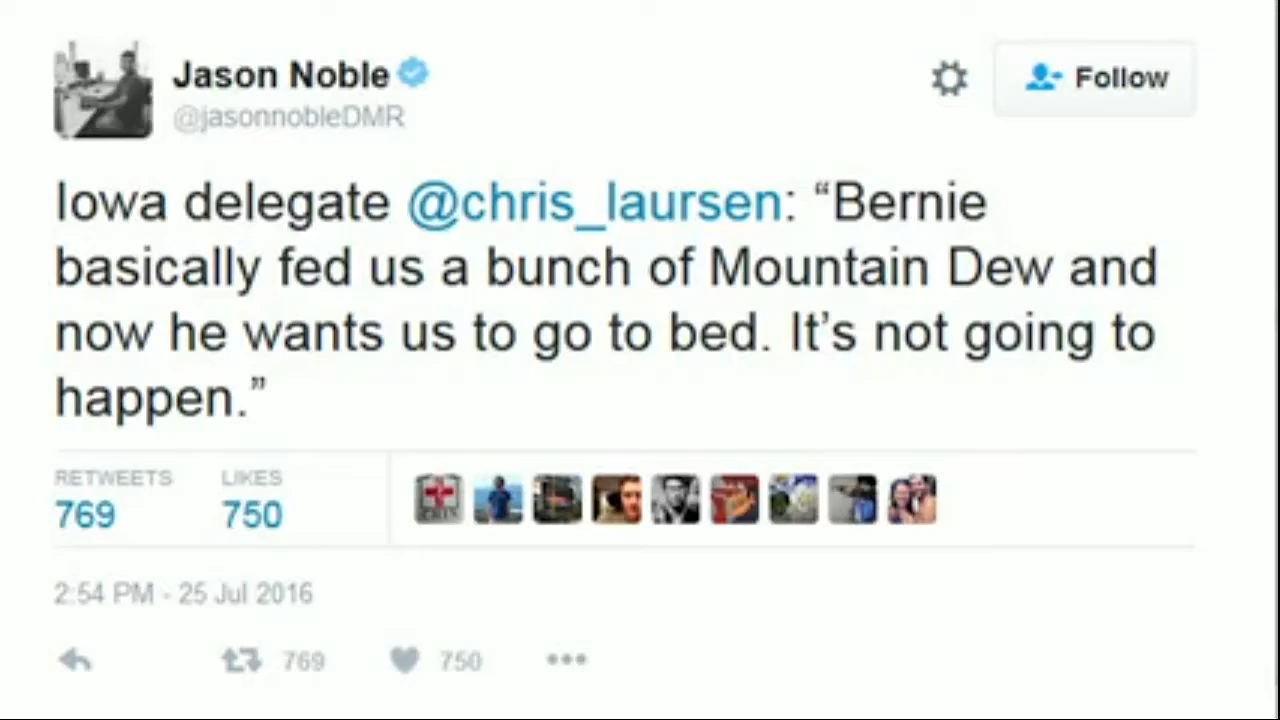 Jason Noble
Follow
@jasonnobleDMR
Iowa delegate @chris_laursen: “Bernie
basically fed us a bunch of Mountain Dew and
now he wants us to go to bed. It’s not going to
happen.”
RETWEETS LIKES
769 750
2:54 PM - 25 Jul 2016
769 750